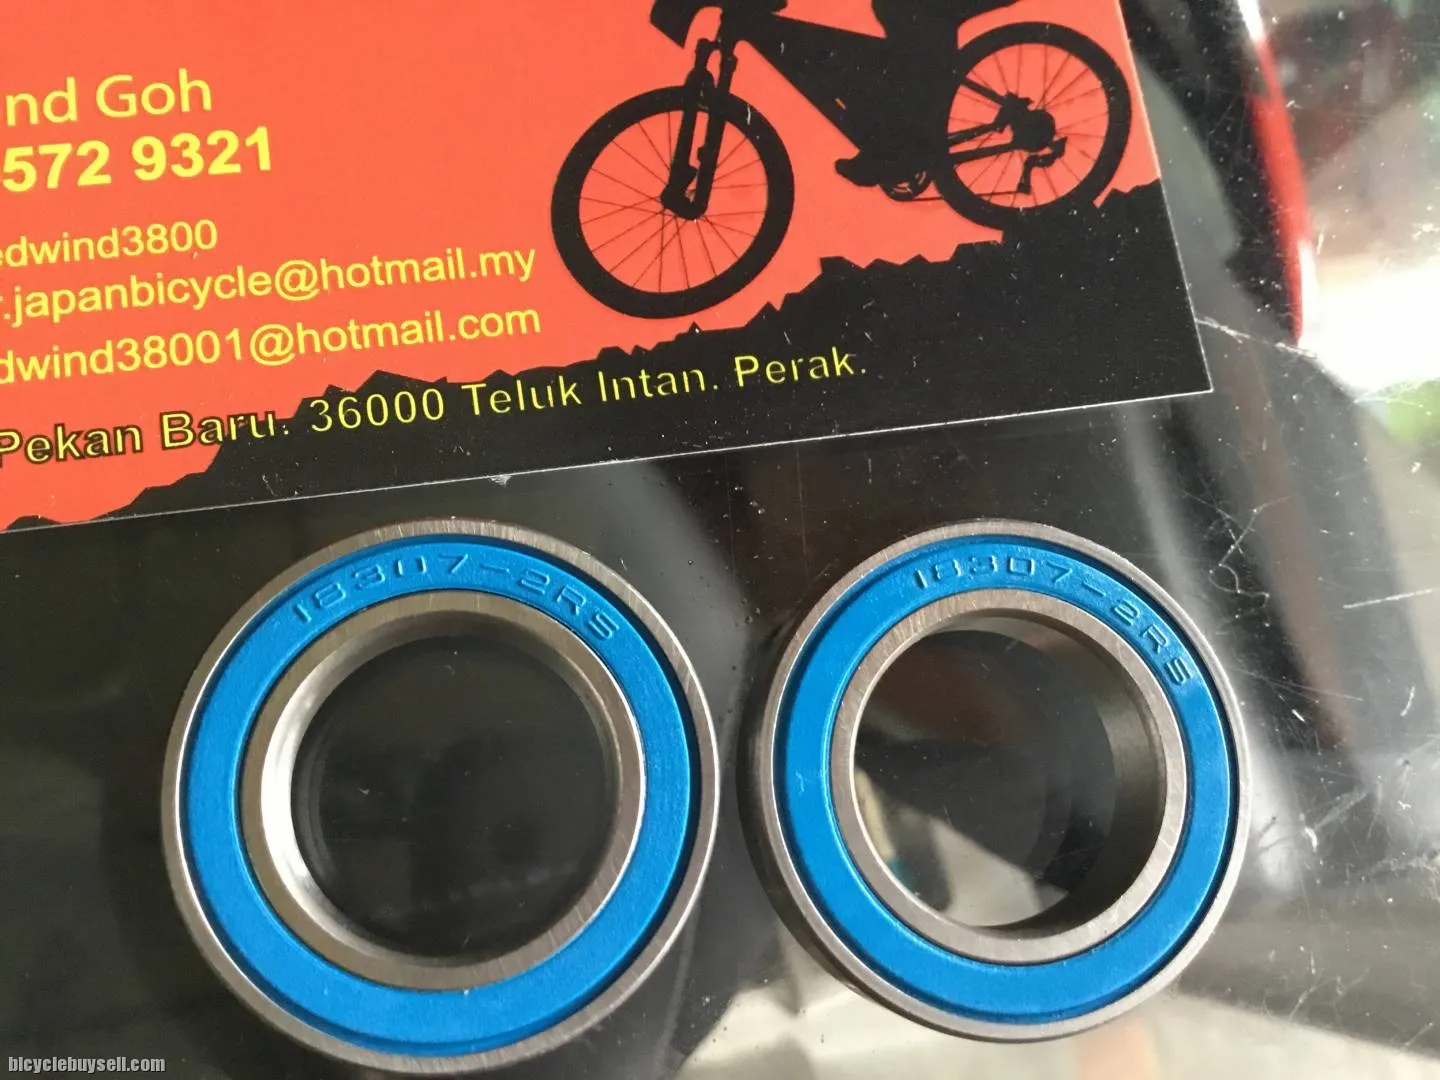 nd Goh
572 9321
edwind3800
r.japanbicycle@hotmail.my
dwind38001@hotmail.com
Pekan Baru. 36000 Teluk Intan. Perak.
18307-2RS
18307-2RS
bicyclebuysell.com